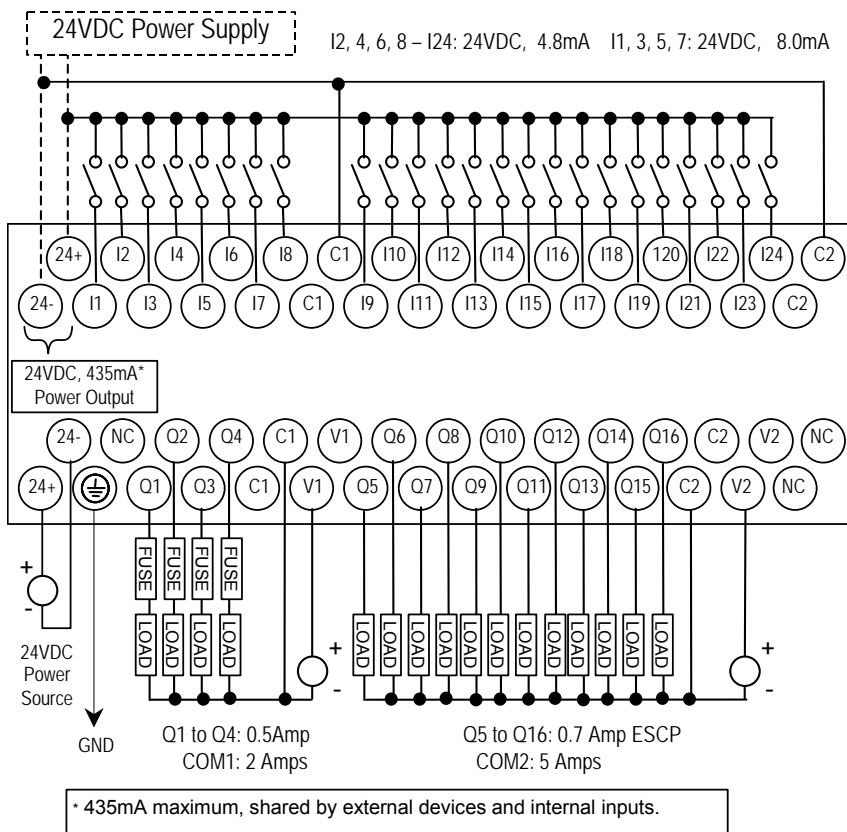 24VDC Power Supply
I2, 4, 6, 8 – I24: 24VDC, 4.8mA I1, 3, 5, 7: 24VDC, 8.0mA
24+ I2 I4 I6 I8 C1 I10 I12 I14 I16 I18 120 I22 I24 C2
24- I1 I3 I5 I7 C1 I9 I11 I13 I15 I17 I19 I21 I23 C2
24VDC, 435mA*
Power Output
24- NC Q2 Q4 C1 V1 Q6 Q8 Q10 Q12 Q14 Q16 C2 V2 NC
24+ Q1 Q3 C1 V1 Q5 Q7 Q9 Q11 Q13 Q15 C2 V2 NC
FUSE FUSE FUSE FUSE
+
-
LOAD LOAD LOAD LOAD
+
-
LOAD LOAD LOAD LOAD LOAD LOAD LOAD LOAD LOAD LOAD LOAD LOAD
+
-
24VDC
Power
Source
GND
Q1 to Q4: 0.5Amp
COM1: 2 Amps
Q5 to Q16: 0.7 Amp ESCP
COM2: 5 Amps
* 435mA maximum, shared by external devices and internal inputs.